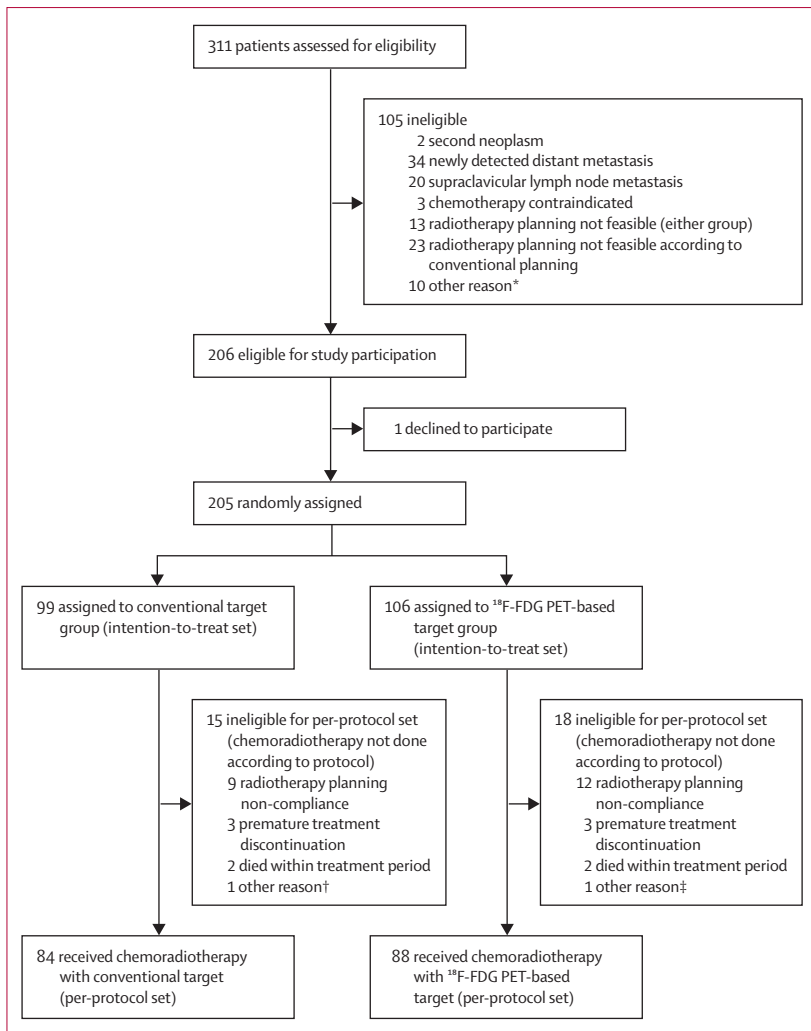 311 patients assessed for eligibility
105 ineligible
2 second neoplasm
34 newly detected distant metastasis
20 supraclavicular lymph node metastasis
3 chemotherapy contraindicated
13 radiotherapy planning not feasible (either group)
23 radiotherapy planning not feasible according to
conventional planning
10 other reason*
206 eligible for study participation
1 declined to participate
205 randomly assigned
99 assigned to conventional target
group (intention-to-treat set)
106 assigned to ¹⁸F-FDG PET-based
target group
(intention-to-treat set)
15 ineligible for per-protocol set
(chemoradiotherapy not done
according to protocol)
9 radiotherapy planning
non-compliance
3 premature treatment
discontinuation
2 died within treatment period
1 other reason†
18 ineligible for per-protocol set
(chemoradiotherapy not done
according to protocol)
12 radiotherapy planning
non-compliance
3 premature treatment
discontinuation
2 died within treatment period
1 other reason‡
84 received chemoradiotherapy
with conventional target
(per-protocol set)
88 received chemoradiotherapy
with ¹⁸F-FDG PET-based
target (per-protocol set)